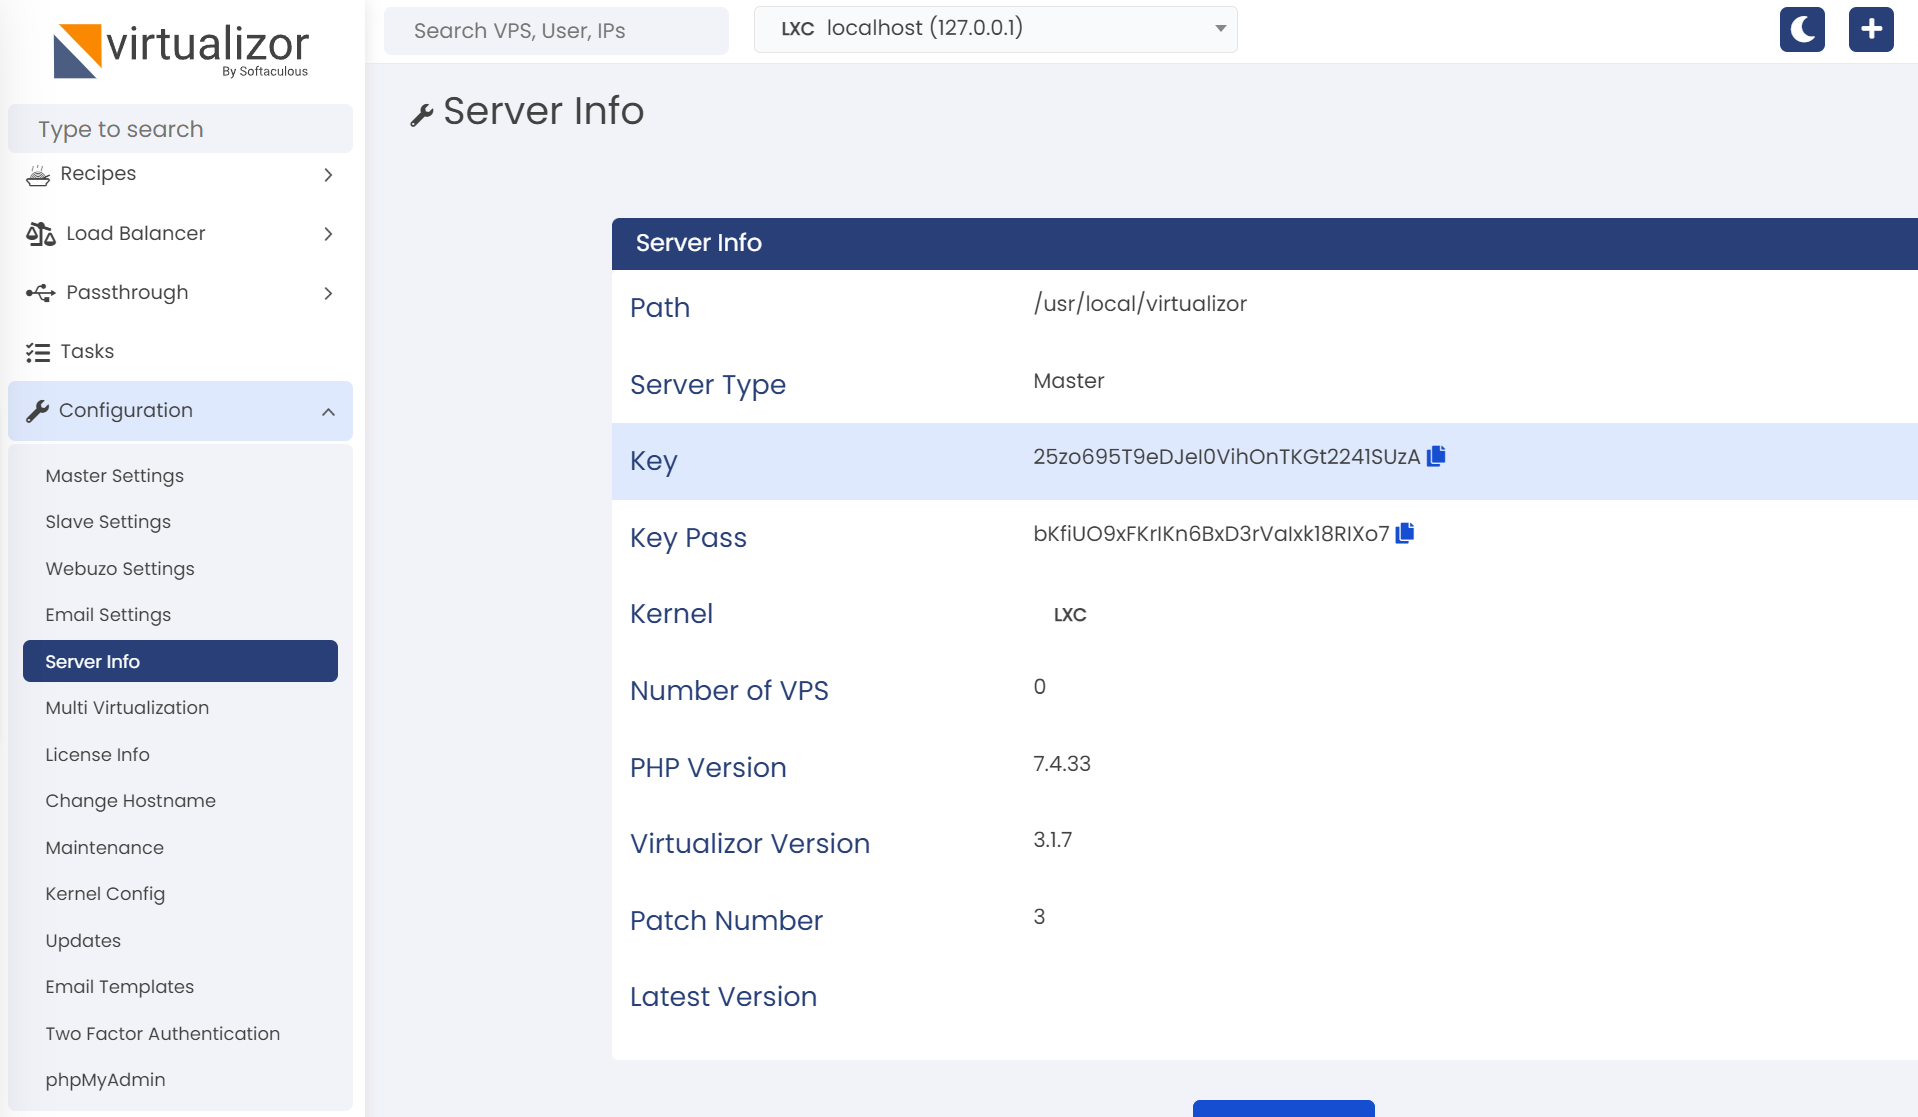 virtualizor
By Softaculous
Search VPS, User, IPs
LXC localhost (127.0.0.1)
Type to search
Recipes
Load Balancer
Passthrough
Tasks
Configuration
Master Settings
Slave Settings
Webuzo Settings
Email Settings
Server Info
Multi Virtualization
License Info
Change Hostname
Maintenance
Kernel Config
Updates
Email Templates
Two Factor Authentication
phpMyAdmin
Server Info
Server Info
Path /usr/local/virtualizor
Server Type Master
Key 25zo695T9eDJeI0VihOnTKGt2241SUzA
Key Pass bKfiUO9xFKrIKn6BxD3rVaIxk18RIXo7
Kernel LXC
Number of VPS 0
PHP Version 7.4.33
Virtualizor Version 3.1.7
Patch Number 3
Latest Version